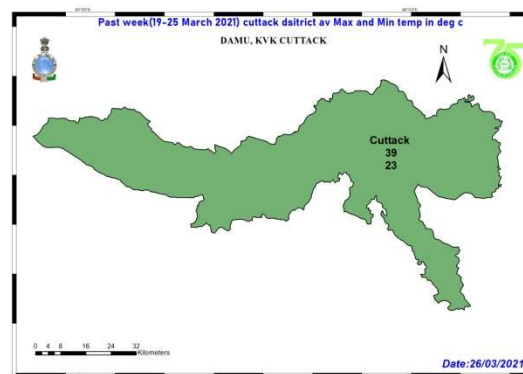 Past week(19-25 March 2021) cuttack dsitrict av Max and Min temp in deg c
DAMU, KVK CUTTACK
N
75
Cuttack
39
23
0 4 8 16 24 32
Kilometers
Date:26/03/2021